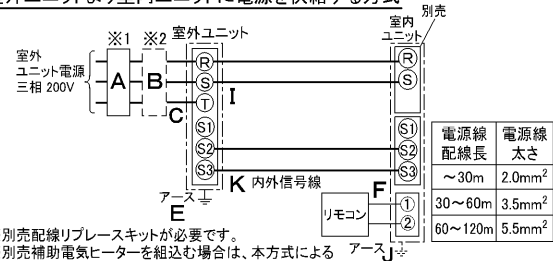 室外ユニットより室内ユニットに電源を供給する方式
※1 ※2 室外ユニット
室内
ユニット
別売
室外
ユニット電源
三相 200V
A B
C
R
S
T
S1
S2
S3
I
R
S
S1
S2
S3
K 内外信号線
アース
E
F
リモコン
①
②
アース J
電源線
配線長
電源線
太さ
~30m 2.0mm²
30~60m 3.5mm²
60~120m 5.5mm²
別売配線リプレースキットが必要です。
別売補助電気ヒーターを組込む場合は、本方式による